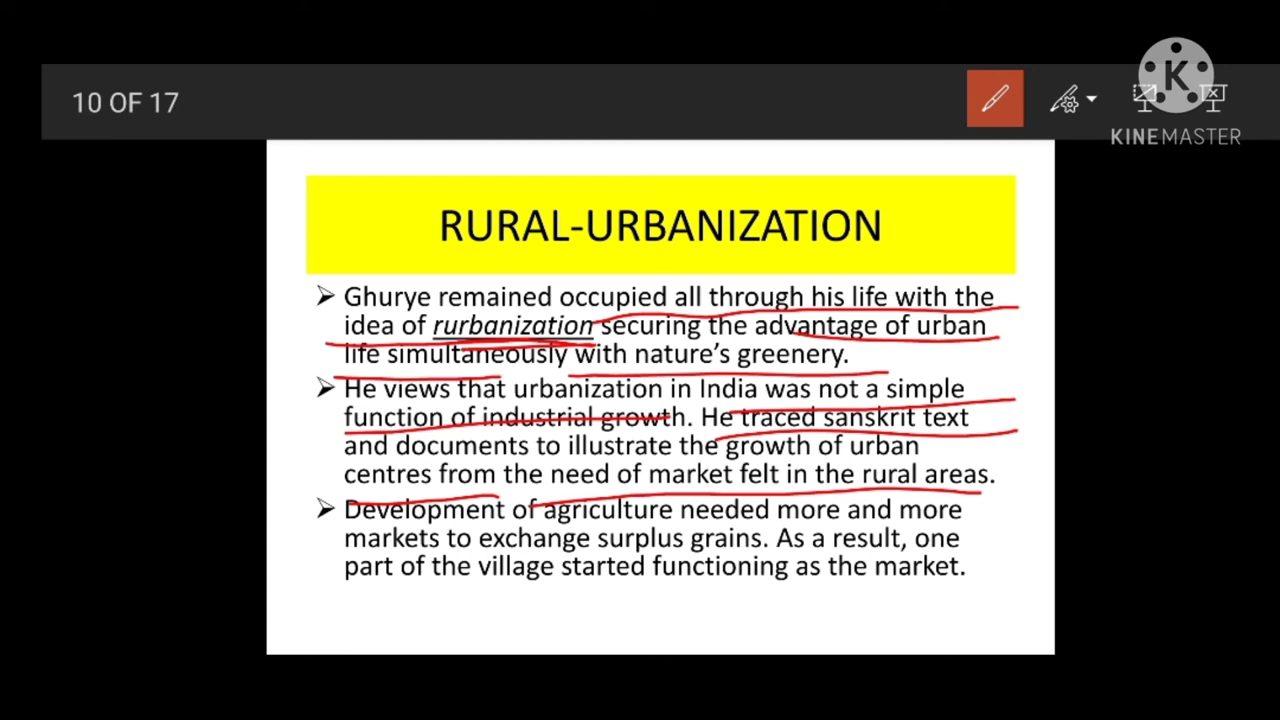 10 OF 17
KINEMASTER
RURAL-URBANIZATION
➢ Ghurye remained occupied all through his life with the
idea of rurbanization securing the advantage of urban
life simultaneously with nature’s greenery.
➢ He views that urbanization in India was not a simple
function of industrial growth. He traced sanskrit text
and documents to illustrate the growth of urban
centres from the need of market felt in the rural areas.
➢ Development of agriculture needed more and more
markets to exchange surplus grains. As a result, one
part of the village started functioning as the market.